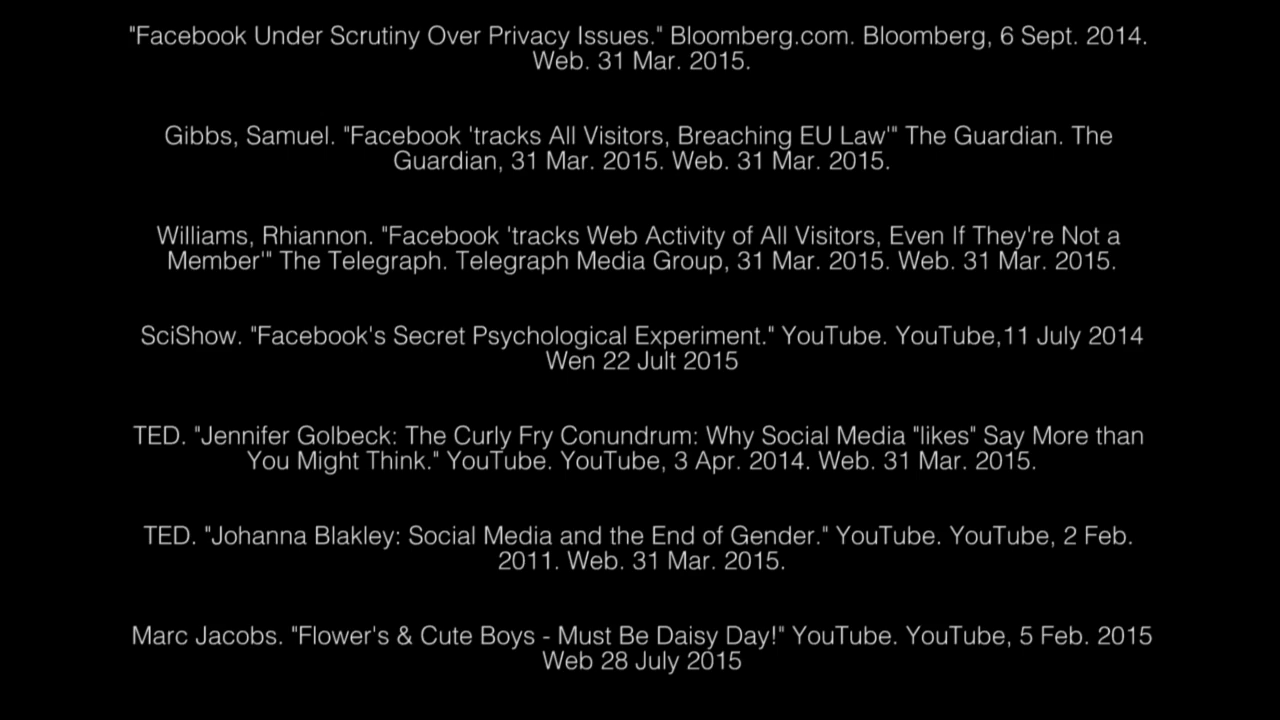 "Facebook Under Scrutiny Over Privacy Issues." Bloomberg.com. Bloomberg, 6 Sept. 2014.
Web. 31 Mar. 2015.
Gibbs, Samuel. "Facebook 'tracks All Visitors, Breaching EU Law'" The Guardian. The
Guardian, 31 Mar. 2015. Web. 31 Mar. 2015.
Williams, Rhiannon. "Facebook 'tracks Web Activity of All Visitors, Even If They're Not a
Member'" The Telegraph. Telegraph Media Group, 31 Mar. 2015. Web. 31 Mar. 2015.
SciShow. "Facebook's Secret Psychological Experiment." YouTube. YouTube,11 July 2014
Wen 22 Jult 2015
TED. "Jennifer Golbeck: The Curly Fry Conundrum: Why Social Media "likes" Say More than
You Might Think." YouTube. YouTube, 3 Apr. 2014. Web. 31 Mar. 2015.
TED. "Johanna Blakley: Social Media and the End of Gender." YouTube. YouTube, 2 Feb.
2011. Web. 31 Mar. 2015.
Marc Jacobs. "Flower's & Cute Boys - Must Be Daisy Day!" YouTube. YouTube, 5 Feb. 2015
Web 28 July 2015